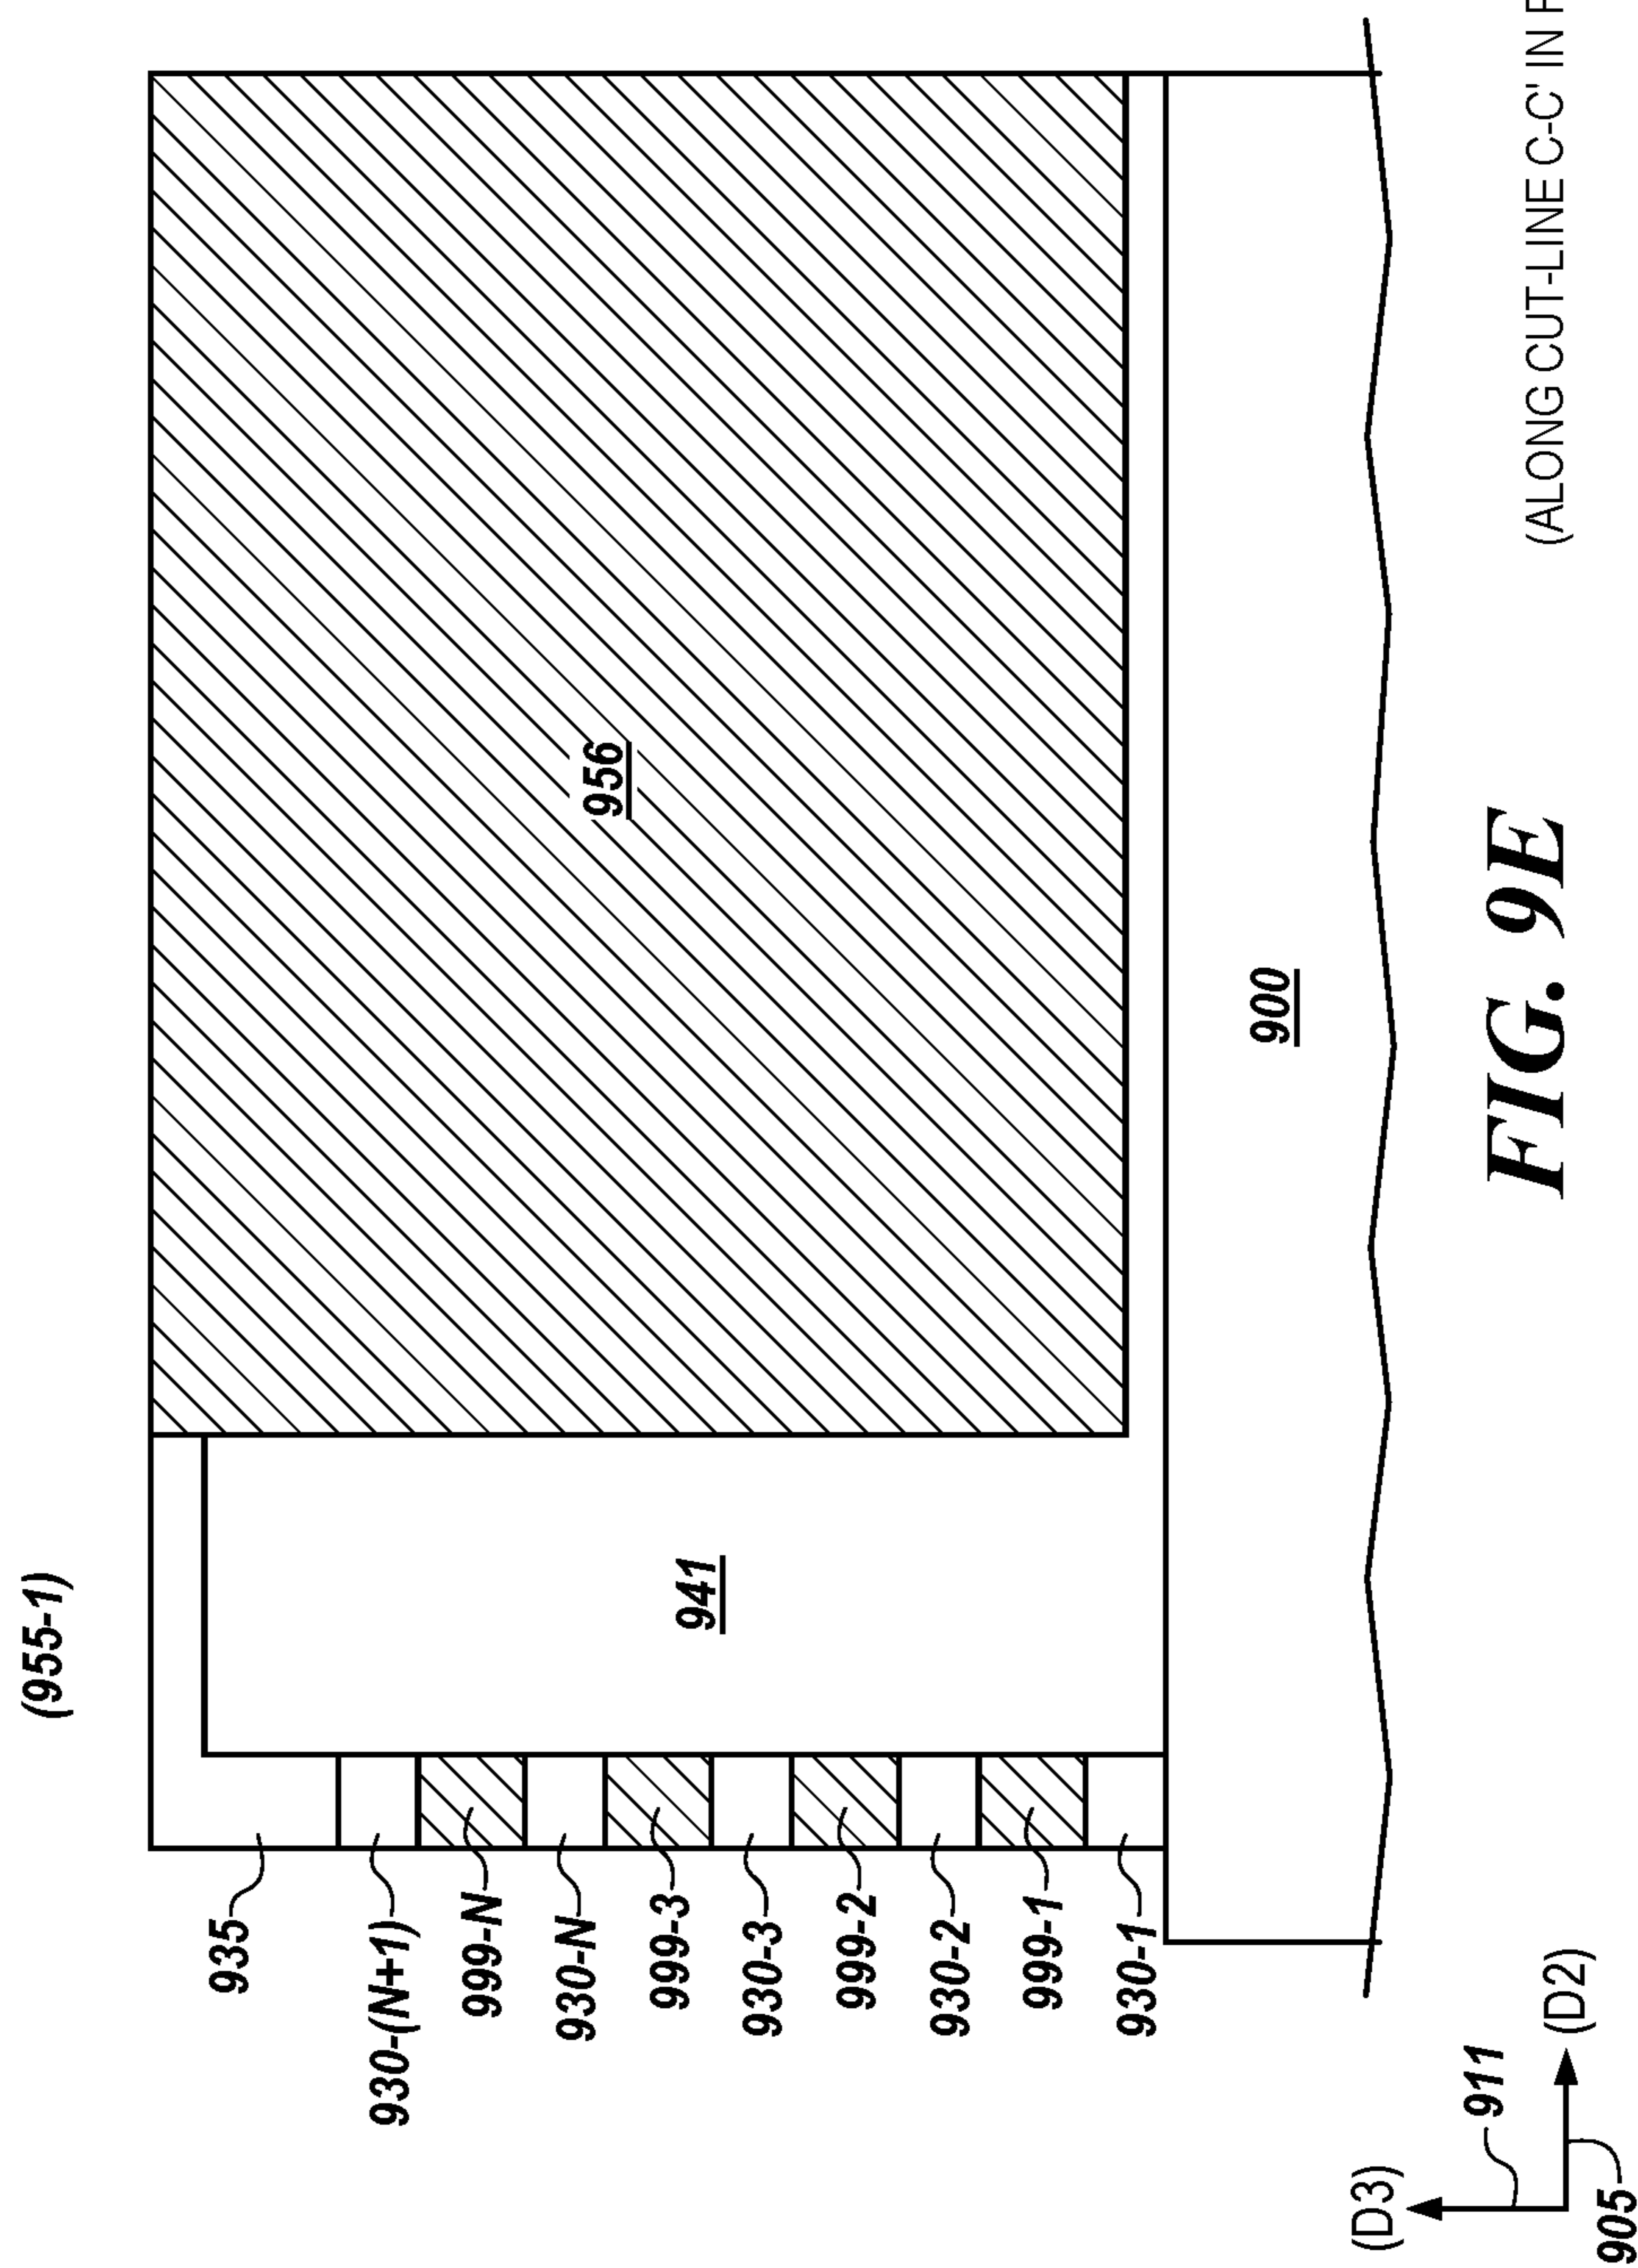 (955-1)
935
930-(N+1)
999-N
930-N
999-3
930-3
999-2
930-2
999-1
930-1
941
956
900
(D3)
911
(D2)
905
FIG. 9E
(ALONG CUT-LINE C-C' IN